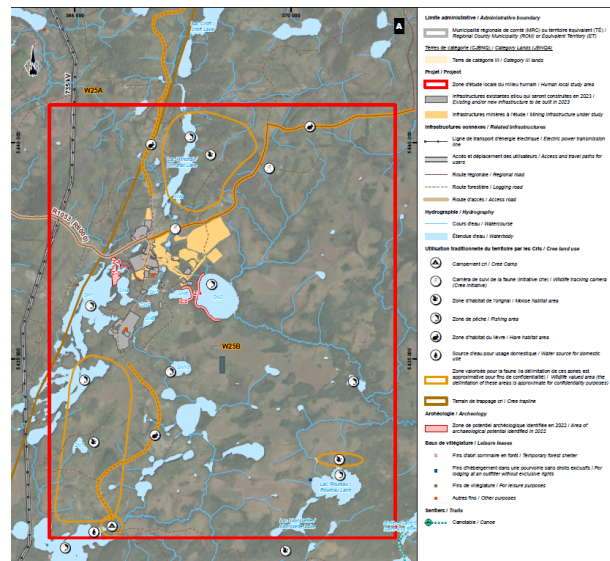 365 000
370 000
A
W25A
W25B
5 440 000
5 435 000
Limite administrative / Administrative boundary
Municipalité régionale de comté (MRC) ou territoire équivalent (TÉ) /
Regional County Municipality (RCM) or Equivalent Territory (ET)
Terres de catégorie (CJBNQ) / Category Lands (JBNQA)
Terre de catégorie III / Category III lands
Projet / Project
Zone d'étude locale du milieu humain / Human local study area
Infrastructures existantes et/ou qui seront construites en 2023 /
Existing and/or new infrastructure to be built in 2023
Infrastructures minières à l'étude / Mining infrastructure under study
Infrastructures connexes / Related infrastructures
Ligne de transport d'énergie électrique / Electric power transmission
line
Accès et déplacement des utilisateurs / Access and travel paths for
users
Route régionale / Regional road
Route forestière / Logging road
Route d'accès / Access road
Hydrographie / Hydrography
Cours d'eau / Watercourse
Étendue d'eau / Waterbody
Utilisation traditionnelle du territoire par les Cris / Cree land use
Campement cri / Cree Camp
Caméra de suivi de la faune (initiative crie) / Wildlife tracking camera
(Cree initiative)
Zone d'habitat de l'orignal / Moose habitat area
Zone de pêche / Fishing area
Zone d'habitat du lièvre / Hare habitat area
Source d'eau pour usage domestique / Water source for domestic
use
Zone valorisée pour la faune (la délimitation de ces zones est
approximative pour fins de confidentialité) / Wildlife valued area (the
delimitation of these areas is approximate for confidentiality purposes)
Terrain de trappage cri / Cree trapline
Archéologie / Archeology
Zone de potentiel archéologique identifiée en 2022 / Area of
archaeological potential identified in 2022
Baux de villégiature / Leisure leases
Fins d'abri sommaire en forêt / Temporary forest shelter
Fins d'hébergement dans une pourvoirie sans droits exclusifs / For
lodging at an outfitter without exclusive rights
Fins de villégiature / For leisure purposes
Autres fins / Other purposes
Sentiers / Trails
Canotable / Canoe